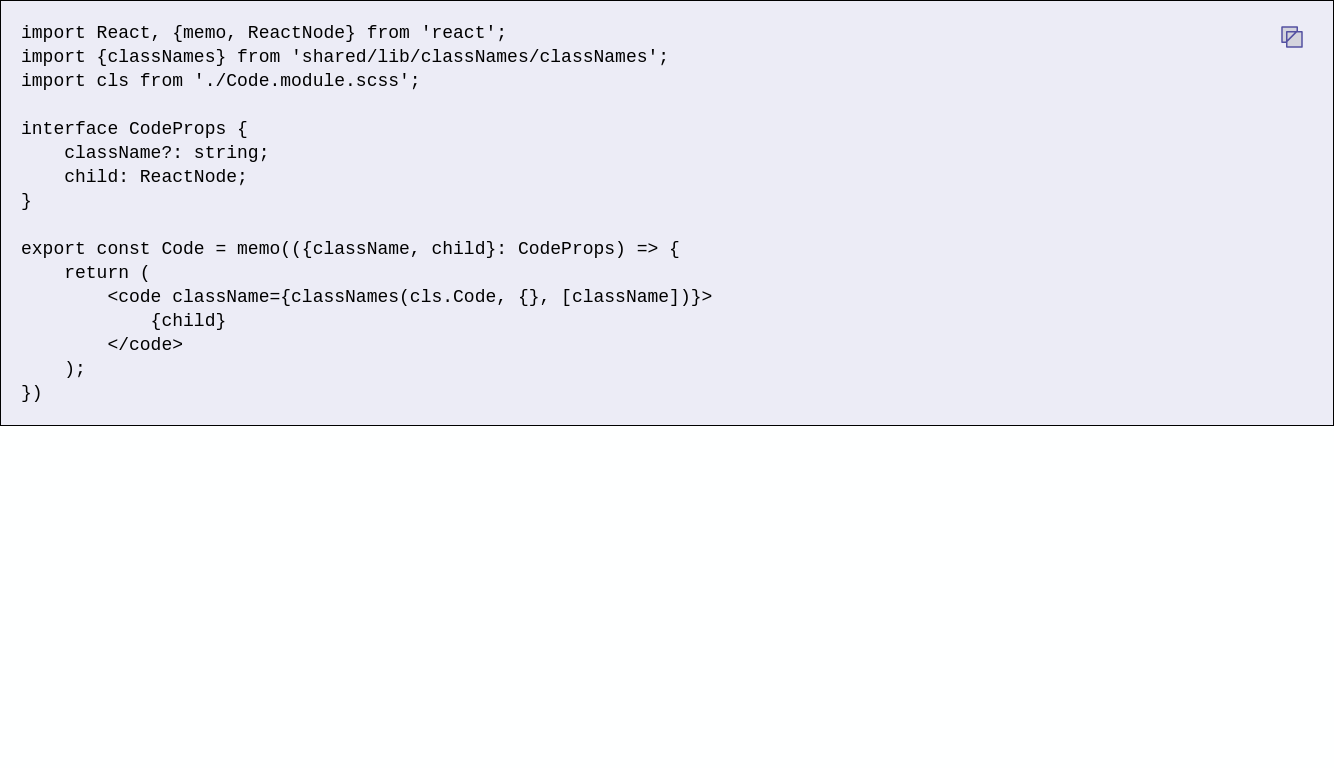 import React, {memo, ReactNode} from 'react';
import {classNames} from 'shared/lib/classNames/classNames';
import cls from './Code.module.scss';

interface CodeProps {
    className?: string;
    child: ReactNode;
}

export const Code = memo(({className, child}: CodeProps) => {
    return (
        <code className={classNames(cls.Code, {}, [className])}>
            {child}
        </code>
    );
})